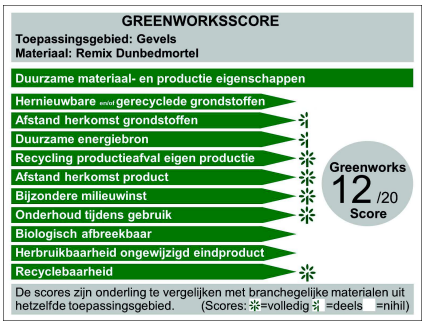 GREENWORKSSCORE
Toepassingsgebied: Gevels
Materiaal: Remix Dunbedmortel
Duurzame materiaal- en productie eigenschappen
Hernieuwbare en/of gerecyclede grondstoffen
Afstand herkomst grondstoffen
Duurzame energiebron
Recycling productieafval eigen productie
Afstand herkomst product
Bijzondere milieuwinst
Onderhoud tijdens gebruik
Biologisch afbreekbaar
Herbruikbaarheid ongewijzigd eindproduct
Recyclebaarheid
Greenworks
12 /20
Score
De scores zijn onderling te vergelijken met branchegelijke materialen uit
hetzelfde toepassingsgebied. (Scores: =volledig =deels =nihil)